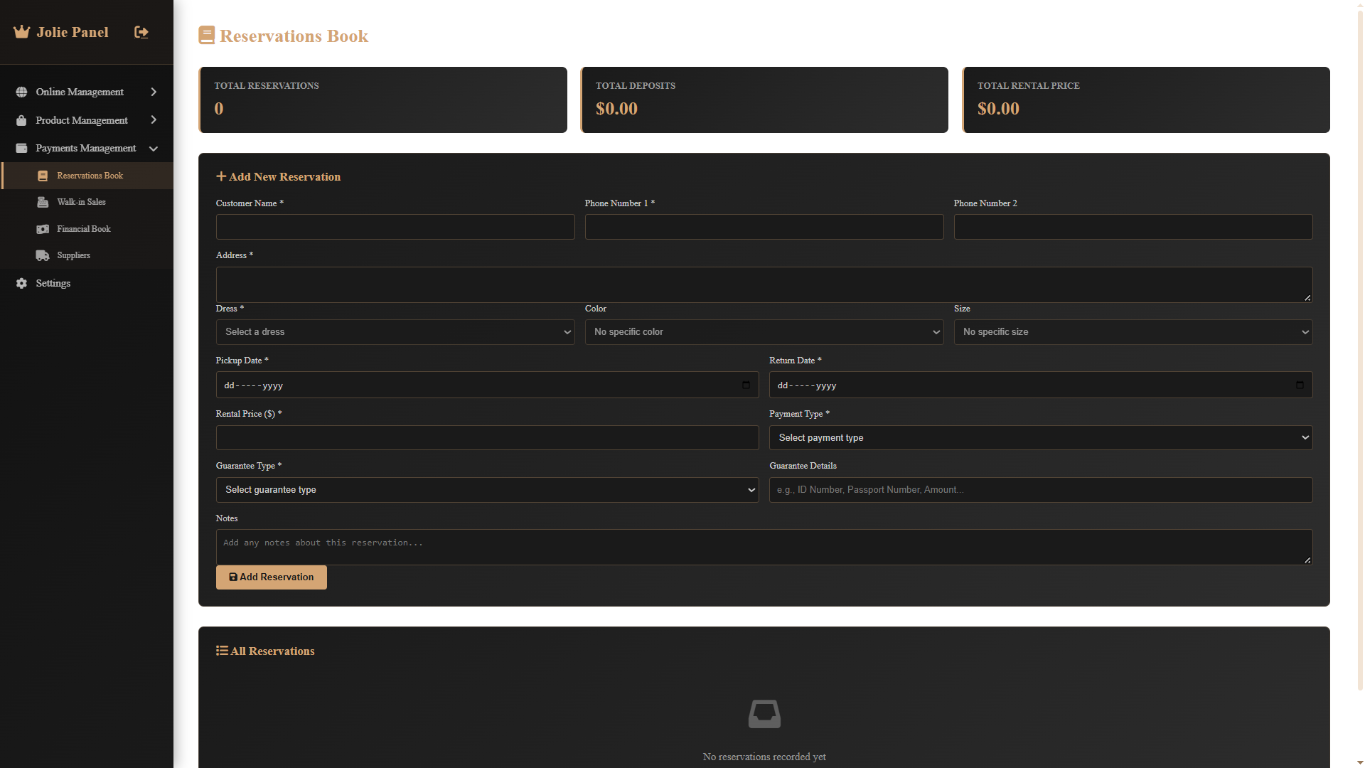 Jolie Panel
Online Management
Product Management
Payments Management
Reservations Book
Walk-in Sales
Financial Book
Suppliers
Settings
Reservations Book
TOTAL RESERVATIONS
0
TOTAL DEPOSITS
$0.00
TOTAL RENTAL PRICE
$0.00
Add New Reservation
Customer Name *
Phone Number 1 *
Phone Number 2
Address *
Dress *
Color
Size
Select a dress
No specific color
No specific size
Pickup Date *
Return Date *
dd-----yyyy
dd-----yyyy
Rental Price ($) *
Payment Type *
Select payment type
Guarantee Type *
Guarantee Details
Select guarantee type
e.g., ID Number, Passport Number, Amount...
Notes
Add any notes about this reservation...
Add Reservation
All Reservations
No reservations recorded yet